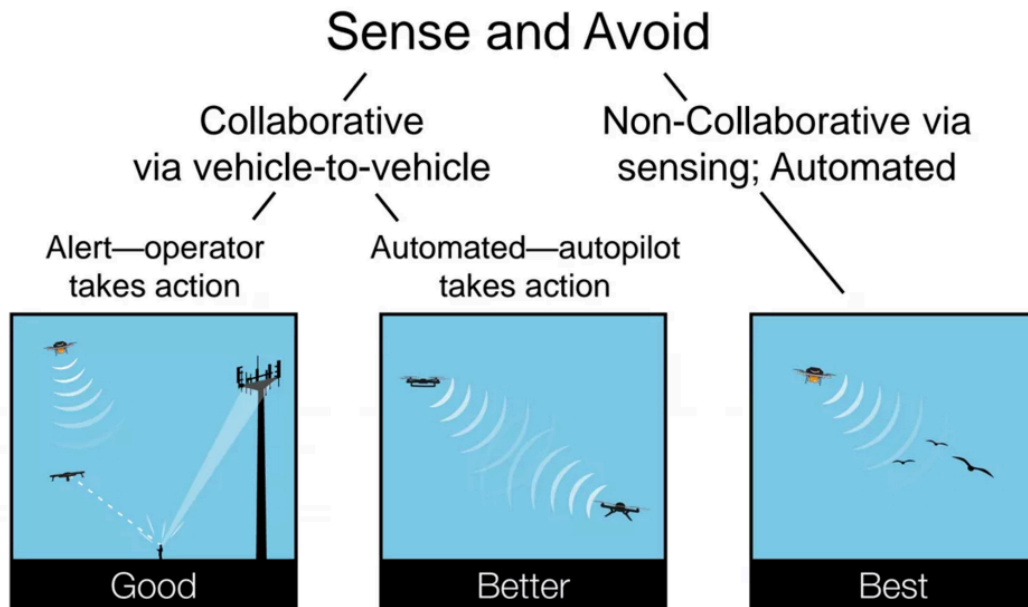 Sense and Avoid
Collaborative
via vehicle-to-vehicle
Non-Collaborative via
sensing; Automated
Alert—operator
takes action
Automated—autopilot
takes action
Good
Better
Best